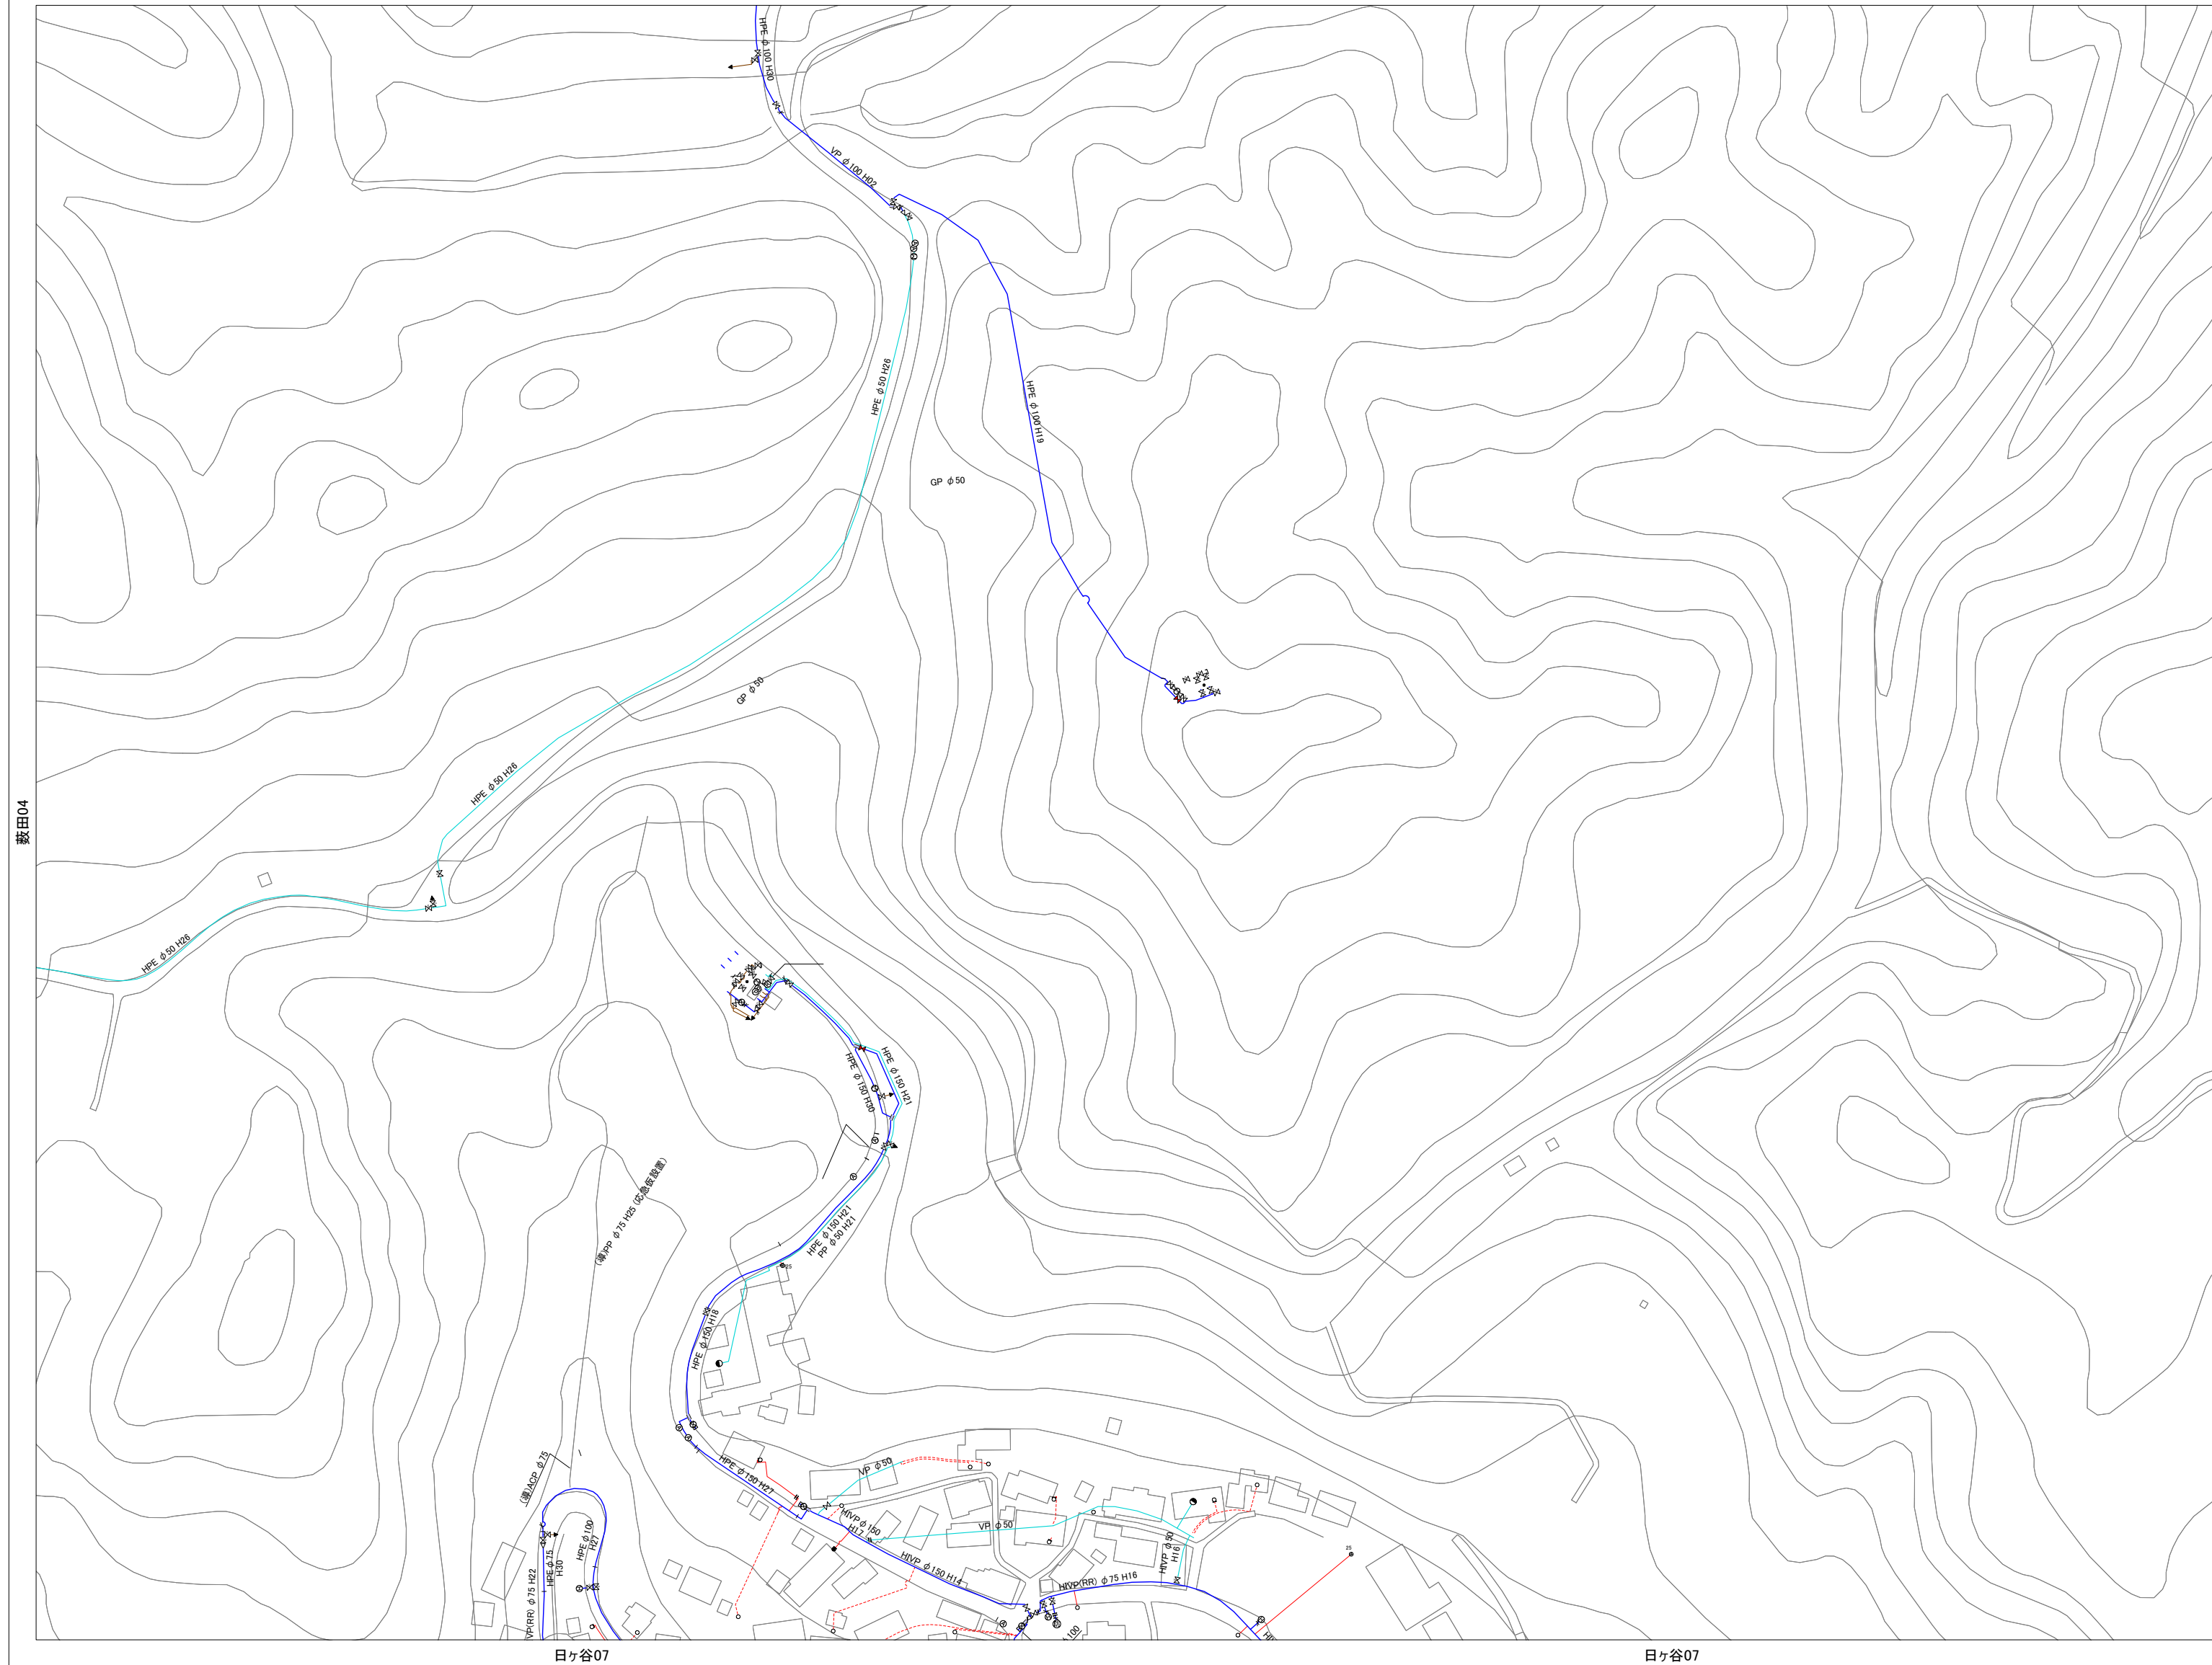 HPE φ100 H30
VP φ100 H02
HPE φ50 H26
HPE φ100 H19
GP φ50
GP φ50
HPE φ50 H26
薮田04
HPE φ50 H26
HPE φ150 H21
HPE φ150 H30
(導)PP φ75 H25 (応急仮設置)
HPE φ150 H21
PP φ50 H21
25
HPE φ150 H18
(導)ACP φ75
HPE φ150 H27
VP φ50
HIVP φ150
H17
VP φ50
HPE φ100
H27
HPE φ75
H30
VP(RR) φ75 H22
HIVP φ150 H14
HIVP φ50
H16
25
HIVP(RR) φ75 H16
φ100
日ヶ谷07
日ヶ谷07